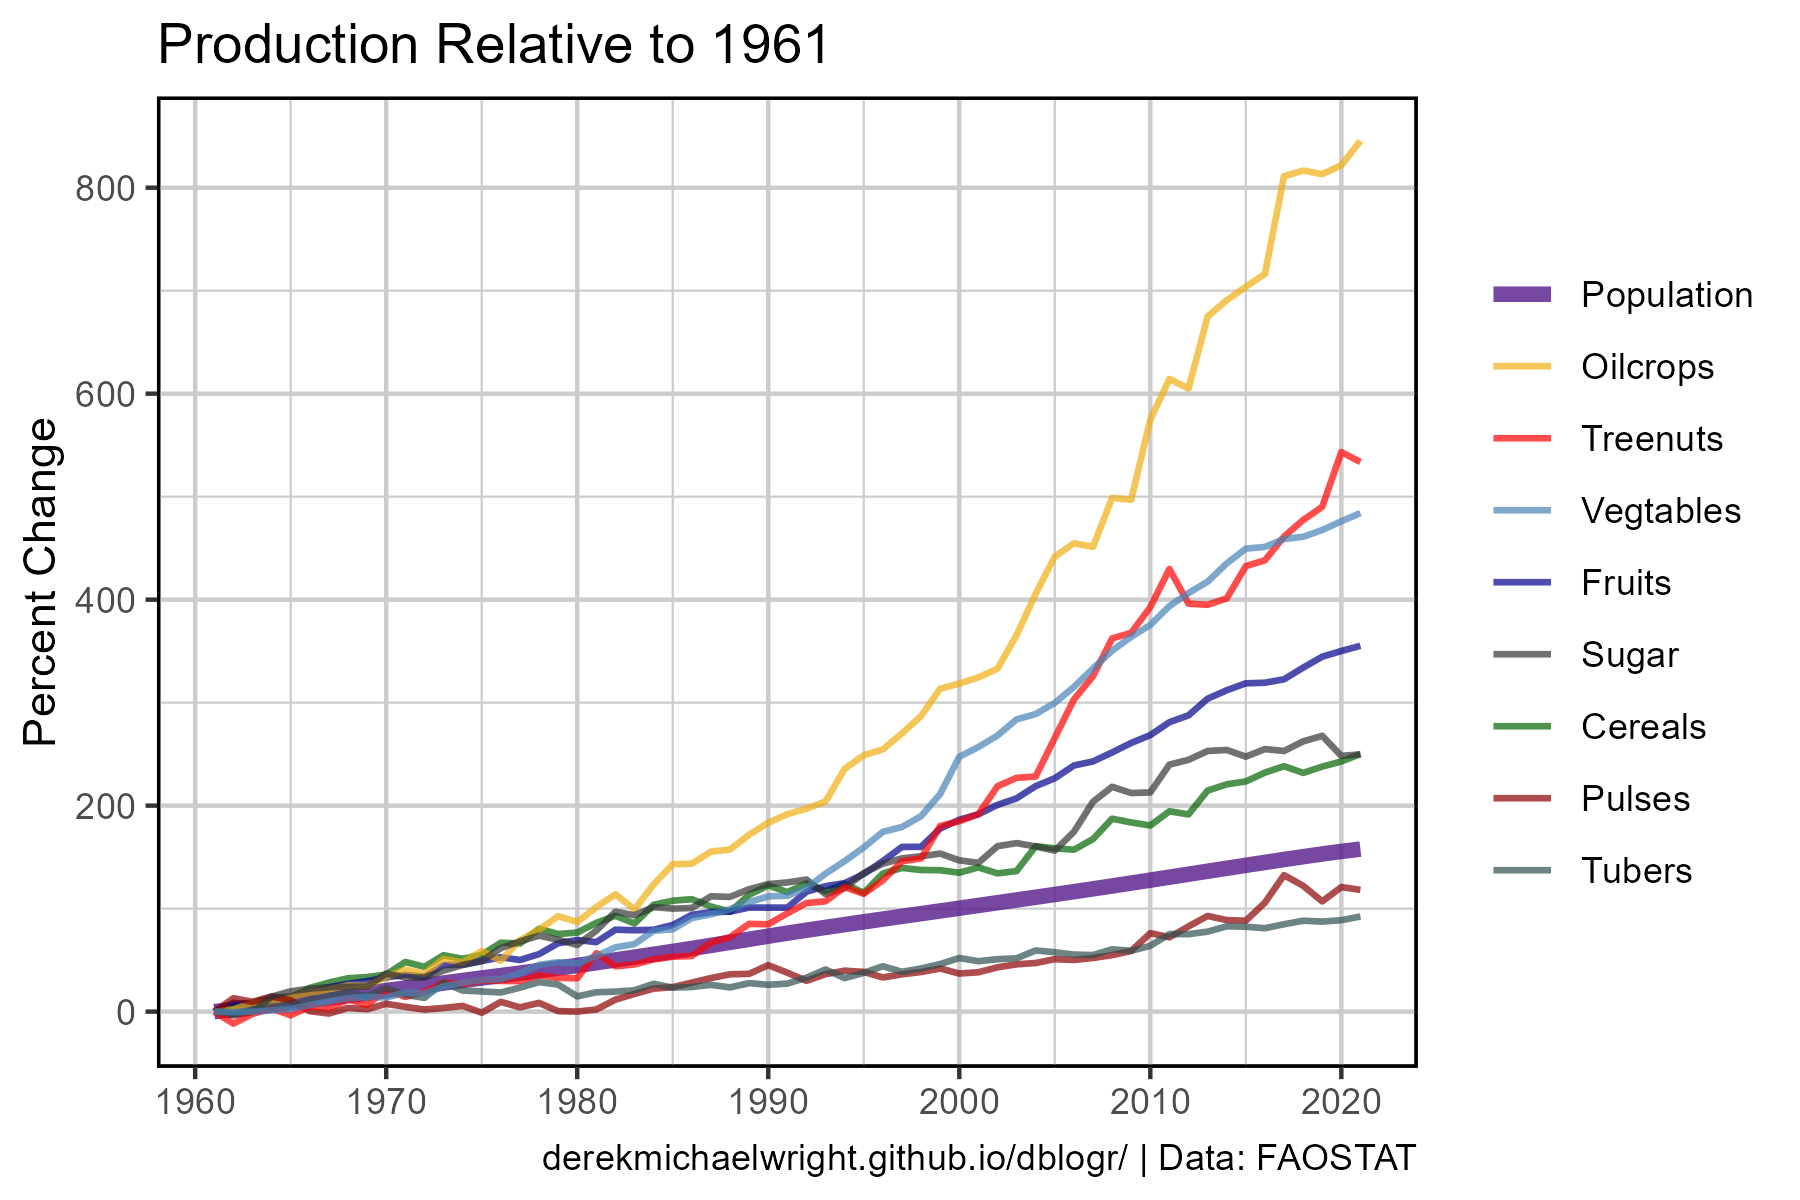 Production Relative to 1961
Percent Change
800
600
400
200
0
1960 1970 1980 1990 2000 2010 2020
Population
Oilcrops
Treenuts
Vegtables
Fruits
Sugar
Cereals
Pulses
Tubers
derekmichaelwright.github.io/dblogr/ | Data: FAOSTAT